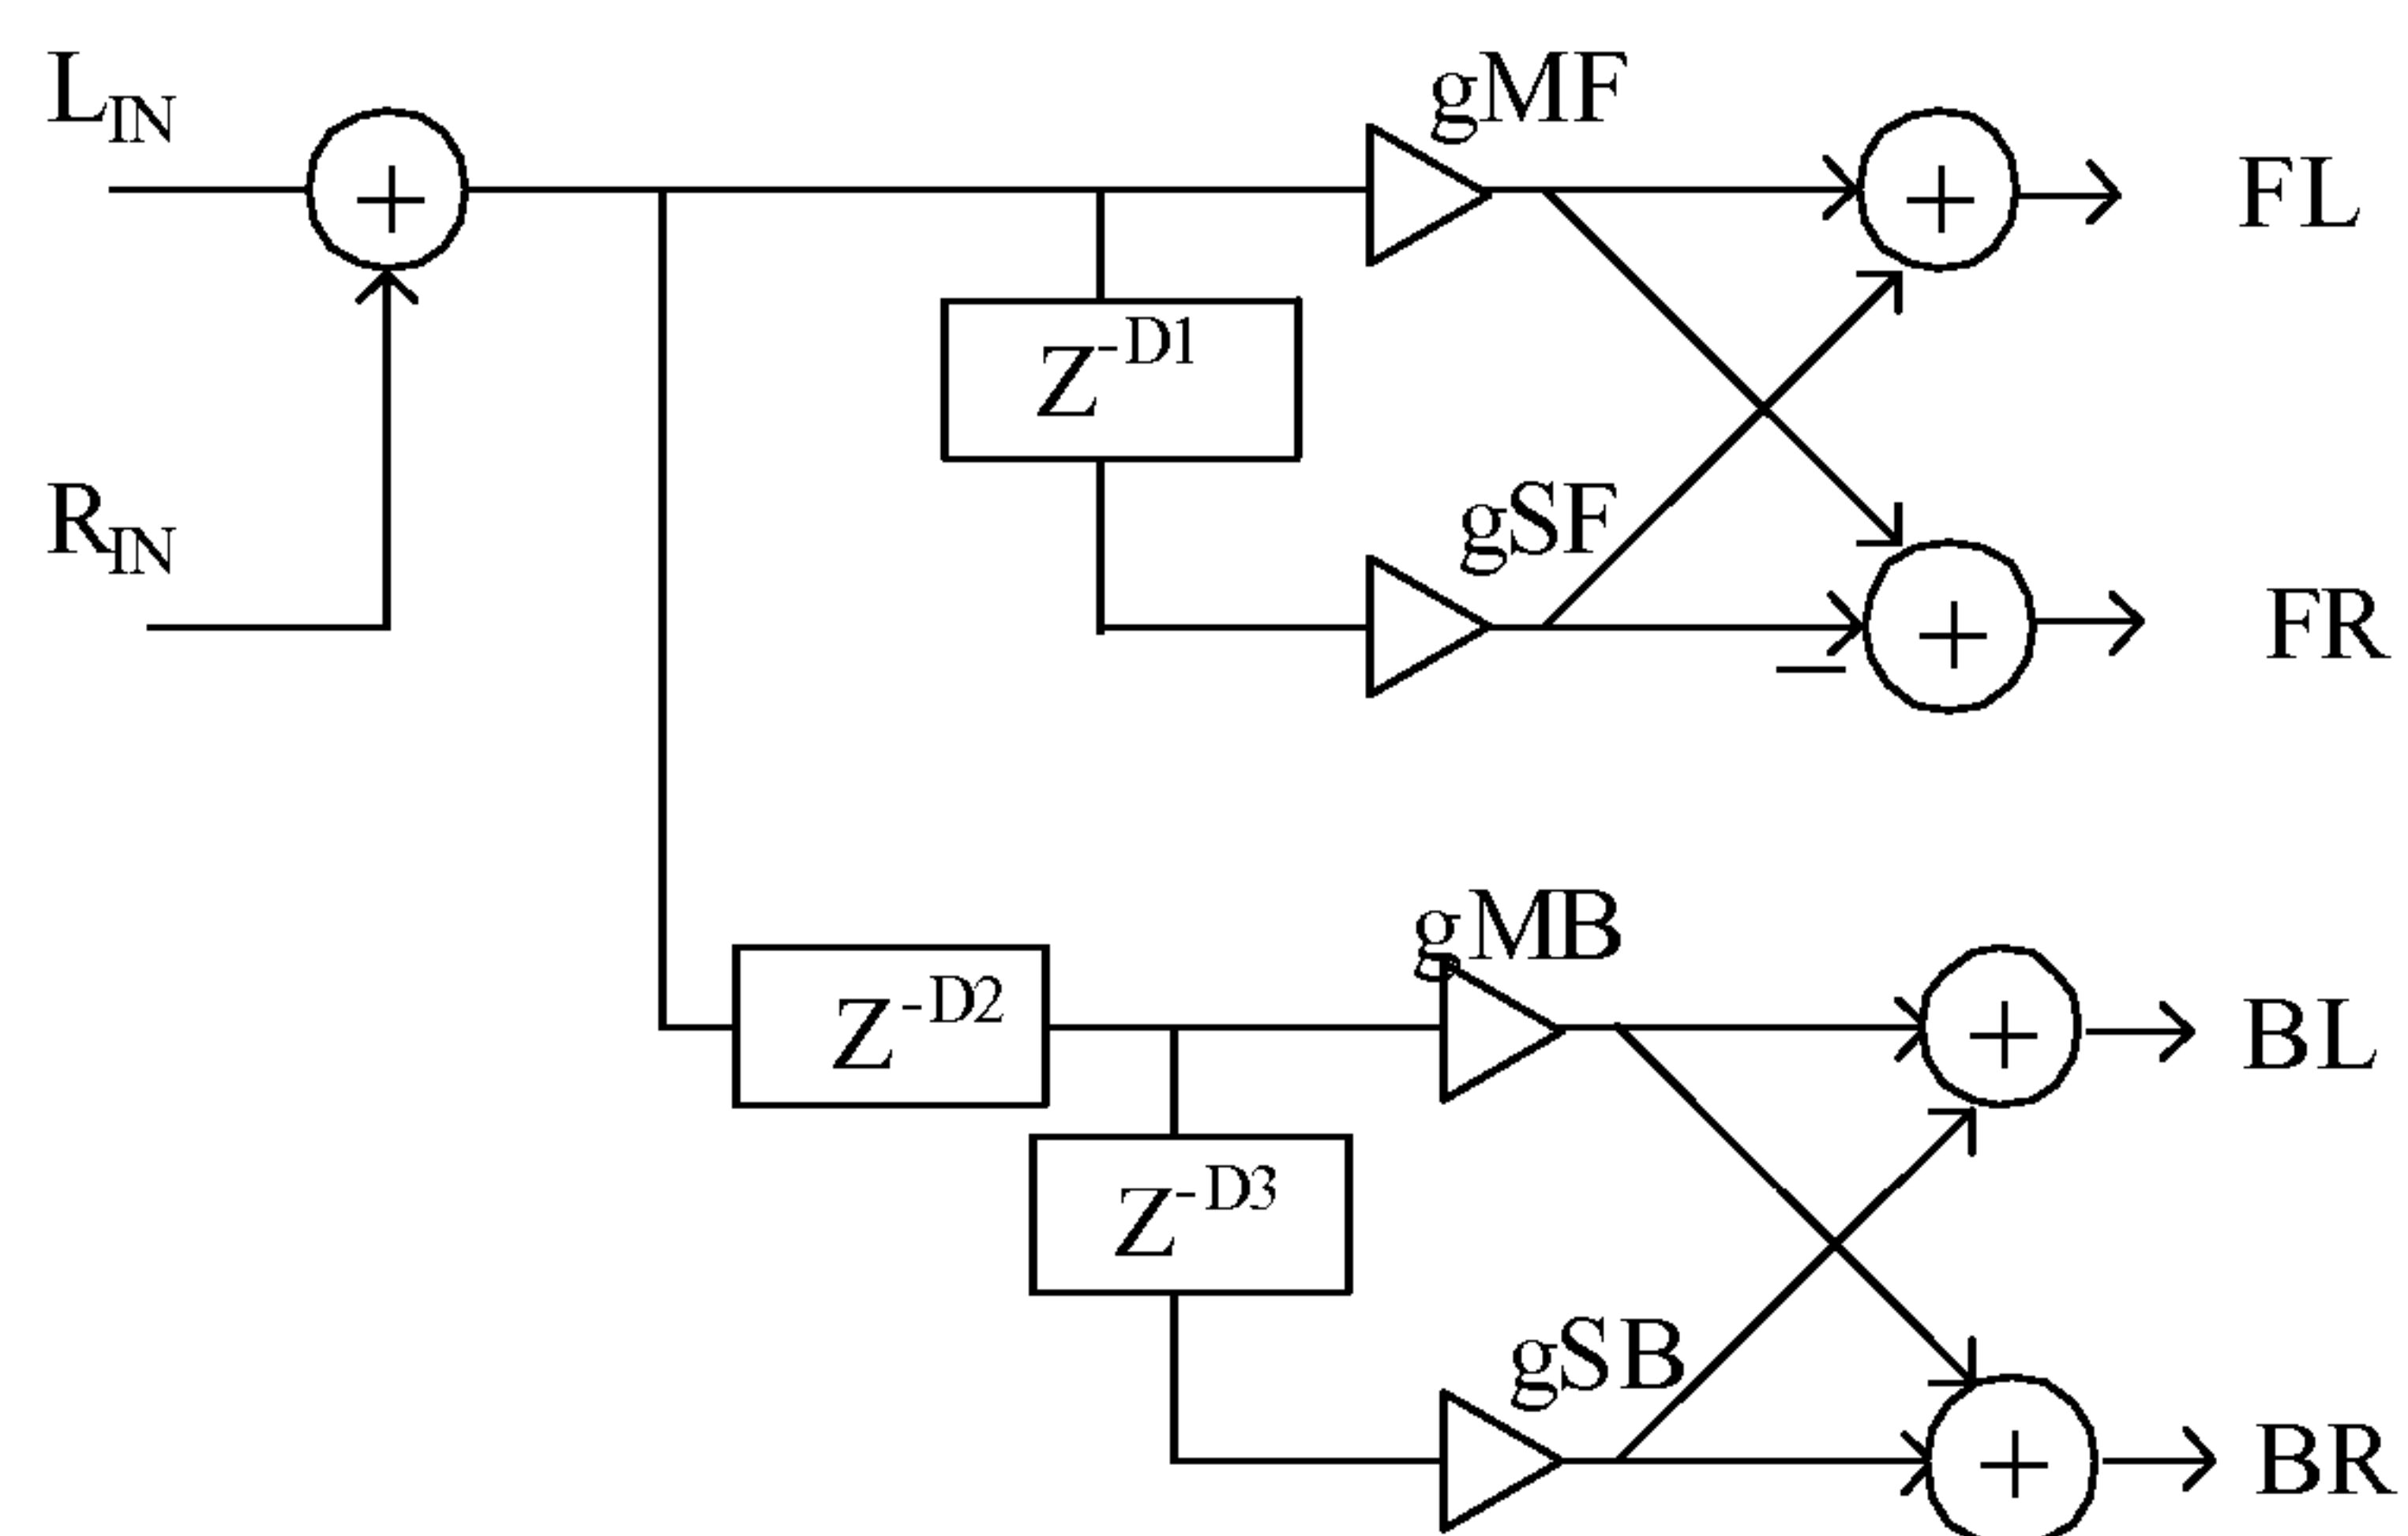 L_IN
gMF
+
+
FL
Z^-D1
R_IN
gSF
+
FR
−
gMB
Z^-D2
+
BL
Z^-D3
gSB
+
BR